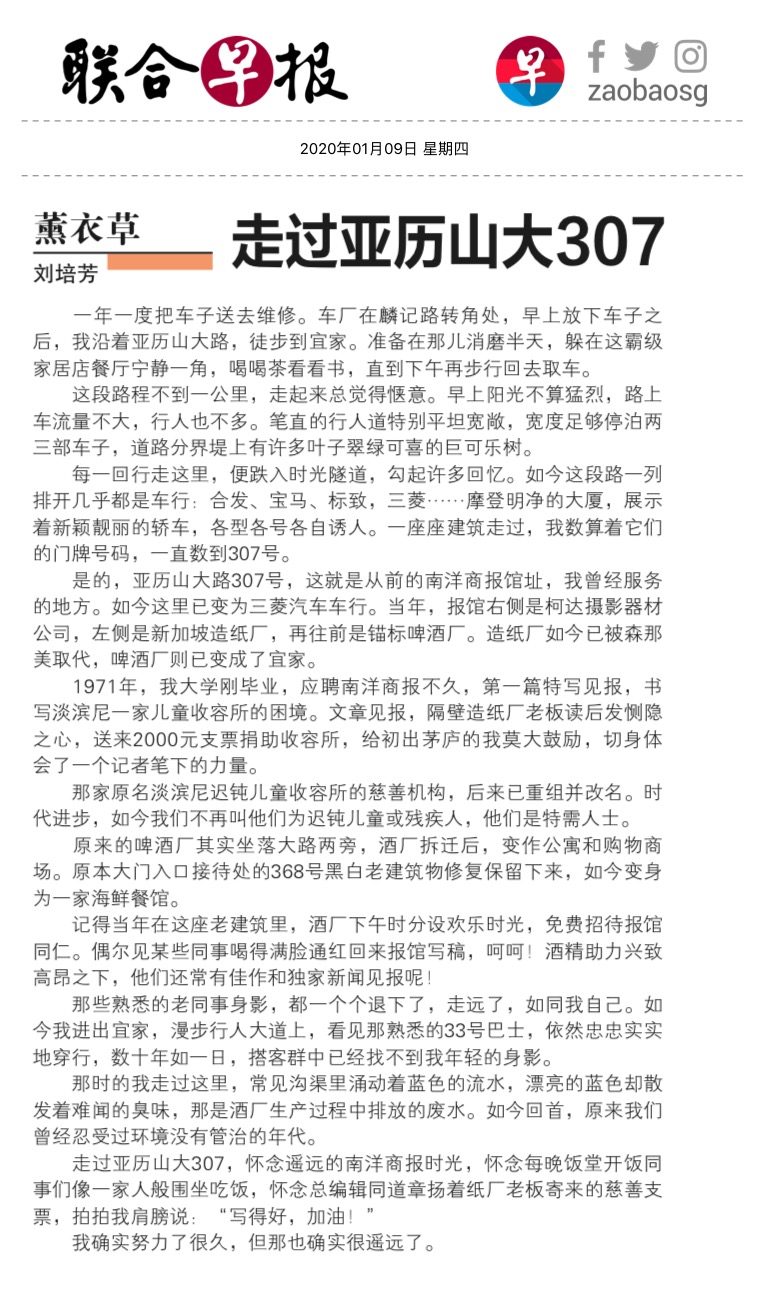 联合早报
早
zaobaosg
2020年01月09日 星期四
薰衣草
刘培芳
走过亚历山大307
一年一度把车子送去维修。车厂在麟记路转角处，早上放下车子之
后，我沿着亚历山大路，徒步到宜家。准备在那儿消磨半天，躲在这霸级
家居店餐厅宁静一角，喝喝茶看看书，直到下午再步行回去取车。
这段路程不到一公里，走起来总觉得惬意。早上阳光不算猛烈，路上
车流量不大，行人也不多。笔直的行人道特别平坦宽敞，宽度足够停泊两
三部车子，道路分界堤上有许多叶子翠绿可喜的巨可乐树。
每一回行走这里，便跌入时光隧道，勾起许多回忆。如今这段路一列
排开几乎都是车行：合发、宝马、标致，三菱……摩登明净的大厦，展示
着新颖靓丽的轿车，各型各号各自诱人。一座座建筑走过，我数算着它们
的门牌号码，一直数到307号。
是的，亚历山大路307号，这就是从前的南洋商报馆址，我曾经服务
的地方。如今这里已变为三菱汽车车行。当年，报馆右侧是柯达摄影器材
公司，左侧是新加坡造纸厂，再往前是锚标啤酒厂。造纸厂如今已被森那
美取代，啤酒厂则已变成了宜家。
1971年，我大学刚毕业，应聘南洋商报不久，第一篇特写见报，书
写淡滨尼一家儿童收容所的困境。文章见报，隔壁造纸厂老板读后发恻隐
之心，送来2000元支票捐助收容所，给初出茅庐的我莫大鼓励，切身体
会了一个记者笔下的力量。
那家原名淡滨尼迟钝儿童收容所的慈善机构，后来已重组并改名。时
代进步，如今我们不再叫他们为迟钝儿童或残疾人，他们是特需人士。
原来的啤酒厂其实坐落大路两旁，酒厂拆迁后，变作公寓和购物商
场。原本大门入口接待处的368号黑白老建筑物修复保留下来，如今变身
为一家海鲜餐馆。
记得当年在这座老建筑里，酒厂下午时分设欢乐时光，免费招待报馆
同仁。偶尔见某些同事喝得满脸通红回来报馆写稿，呵呵！酒精助力兴致
高昂之下，他们还常有佳作和独家新闻见报呢！
那些熟悉的老同事身影，都一个个退下了，走远了，如同我自己。如
今我进出宜家，漫步行人大道上，看见那熟悉的33号巴士，依然忠忠实实
地穿行，数十年如一日，搭客群中已经找不到我年轻的身影。
那时的我走过这里，常见沟渠里涌动着蓝色的流水，漂亮的蓝色却散
发着难闻的臭味，那是酒厂生产过程中排放的废水。如今回首，原来我们
曾经忍受过环境没有管治的年代。
走过亚历山大307，怀念遥远的南洋商报时光，怀念每晚饭堂开饭同
事们像一家人般围坐吃饭，怀念总编辑同道章扬着纸厂老板寄来的慈善支
票，拍拍我肩膀说：“写得好，加油！”
我确实努力了很久，但那也确实很遥远了。